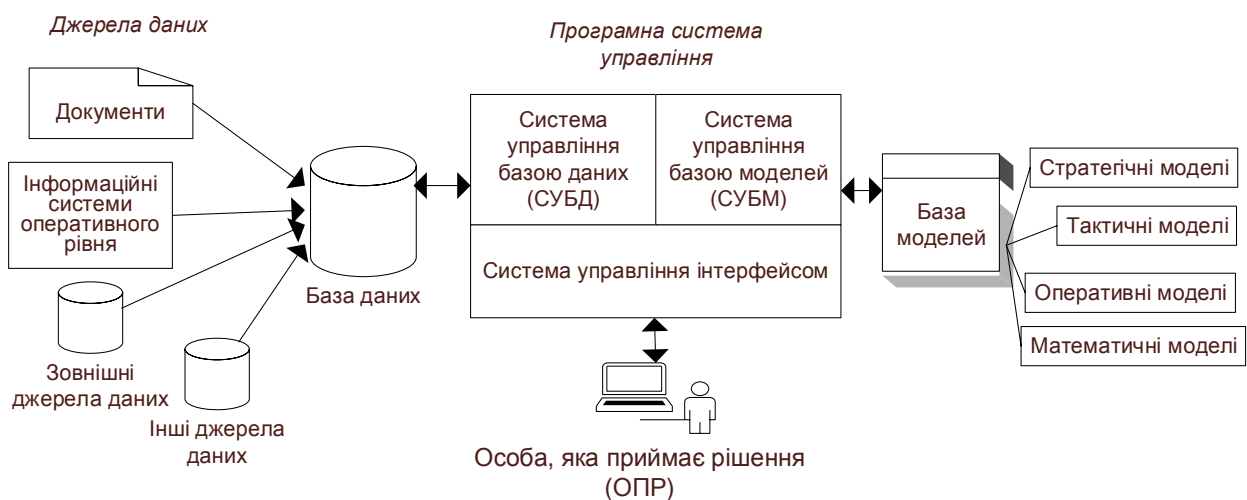 Джерела даних
Програмна система
управління
Документи
Інформаційні
системи
оперативного
рівня
Зовнішні
джерела даних
Інші джерела
даних
База даних
Система
управління
базою даних
(СУБД)
Система
управління
базою моделей
(СУБМ)
Система управління інтерфейсом
База
моделей
Стратегічні моделі
Тактичні моделі
Оперативні моделі
Математичні моделі
Особа, яка приймає рішення
(ОПР)